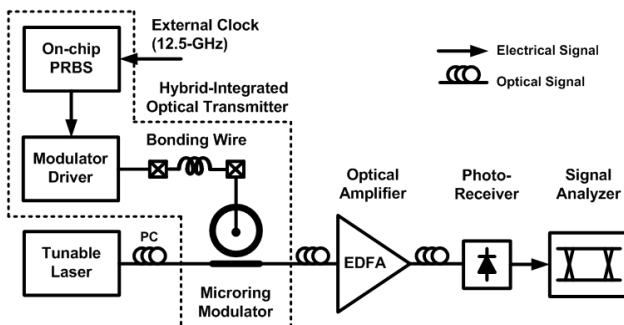 On-chip
PRBS
External Clock
(12.5-GHz)
Electrical Signal
Optical Signal
Hybrid-Integrated
Optical Transmitter
Bonding Wire
Modulator
Driver
Optical
Amplifier
Photo-
Receiver
Signal
Analyzer
Tunable
Laser
PC
EDFA
Microring
Modulator